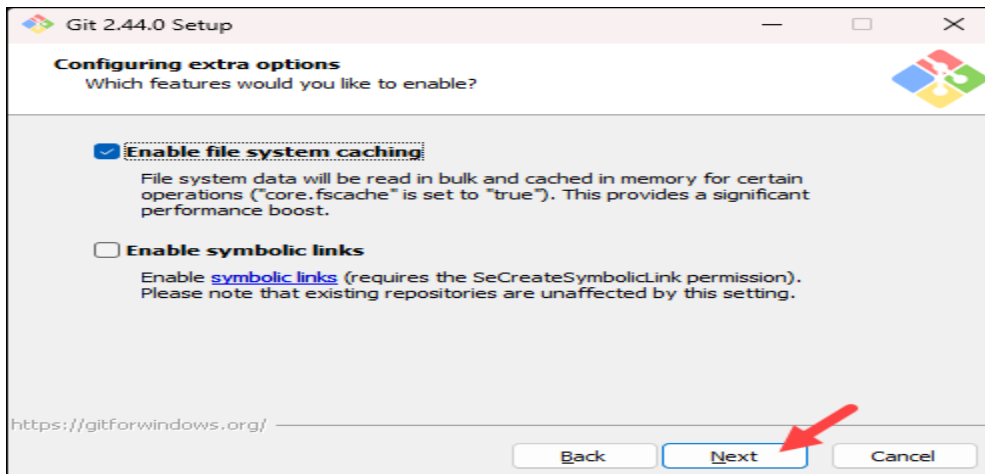 Git 2.44.0 Setup
Configuring extra options
Which features would you like to enable?
Enable file system caching
File system data will be read in bulk and cached in memory for certain
operations ("core.fscache" is set to "true"). This provides a significant
performance boost.
Enable symbolic links
Enable symbolic links (requires the SeCreateSymbolicLink permission).
Please note that existing repositories are unaffected by this setting.
https://gitforwindows.org/
Back Next Cancel